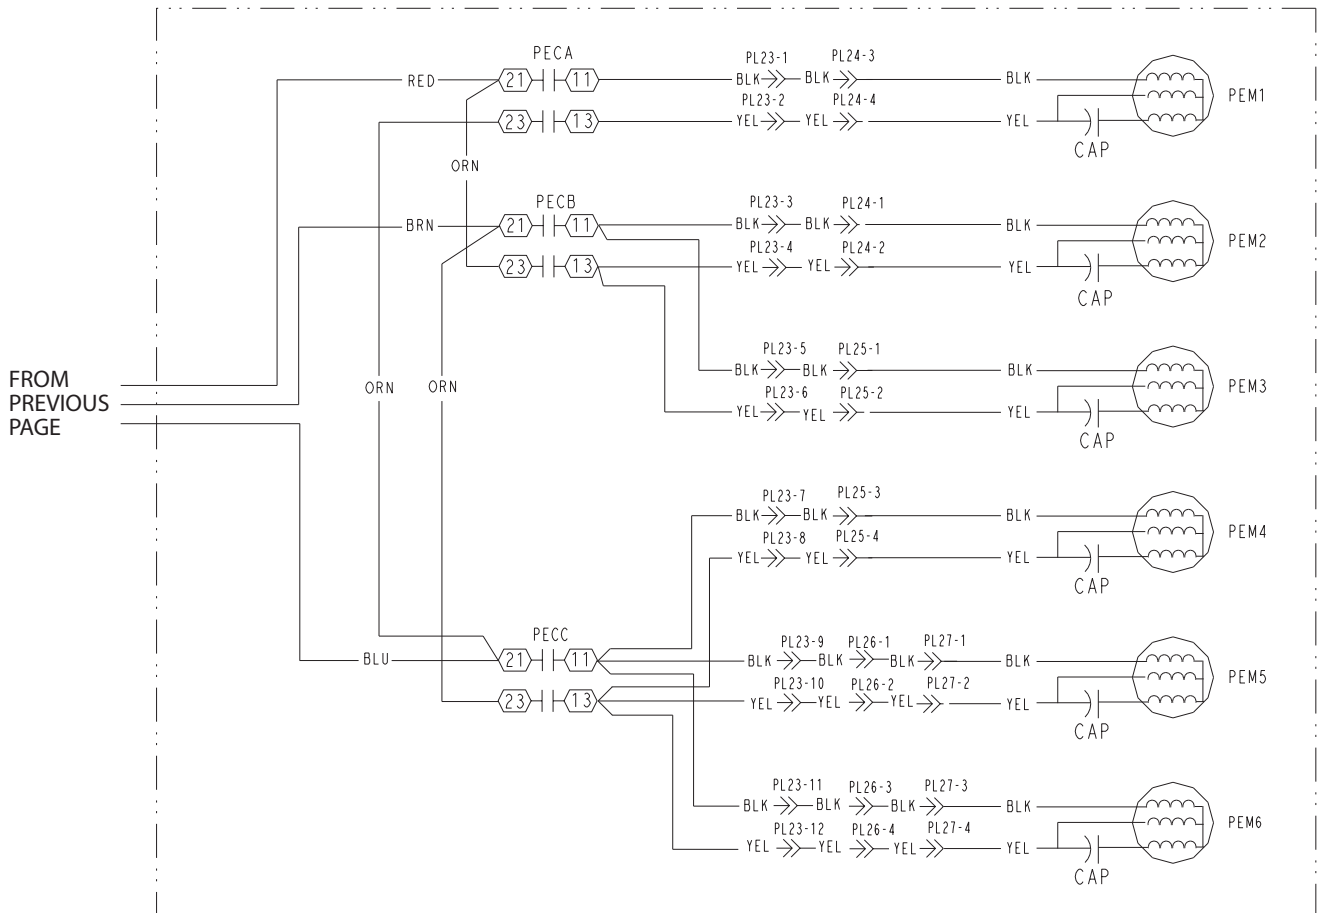 PECA
PL23-1 PL24-3
RED 21 11 BLK BLK BLK PEM1
PL23-2 PL24-4
23 13 YEL YEL YEL
CAP
ORN
PECB
PL23-3 PL24-1
BRN 21 11 BLK BLK BLK PEM2
PL23-4 PL24-2
23 13 YEL YEL YEL
CAP
PL23-5 PL25-1
BLK BLK BLK PEM3
FROM
PREVIOUS
PAGE
ORN ORN
PL23-6 PL25-2
YEL YEL YEL
CAP
PL23-7 PL25-3
BLK BLK BLK PEM4
PL23-8 PL25-4
YEL YEL YEL
CAP
PECC
PL23-9 PL26-1 PL27-1
BLU 21 11 BLK BLK BLK BLK PEM5
PL23-10 PL26-2 PL27-2
23 13 YEL YEL YEL YEL
CAP
PL23-11 PL26-3 PL27-3
BLK BLK BLK BLK PEM6
PL23-12 PL26-4 PL27-4
YEL YEL YEL YEL
CAP